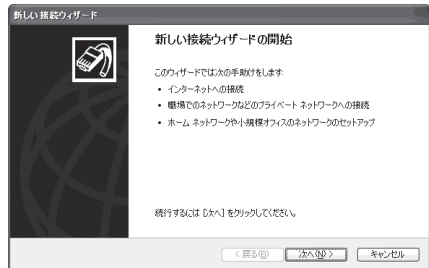 新しい接続ウィザード
新しい接続ウィザードの開始
このウィザードでは次の手助けをします:
• インターネットへの接続
• 職場でのネットワークなどのプライベート ネットワークへの接続
• ホーム ネットワークや小規模オフィスのネットワークのセットアップ
続行するには [次へ] をクリックしてください。
< 戻る(B)
次へ(N) >
キャンセル